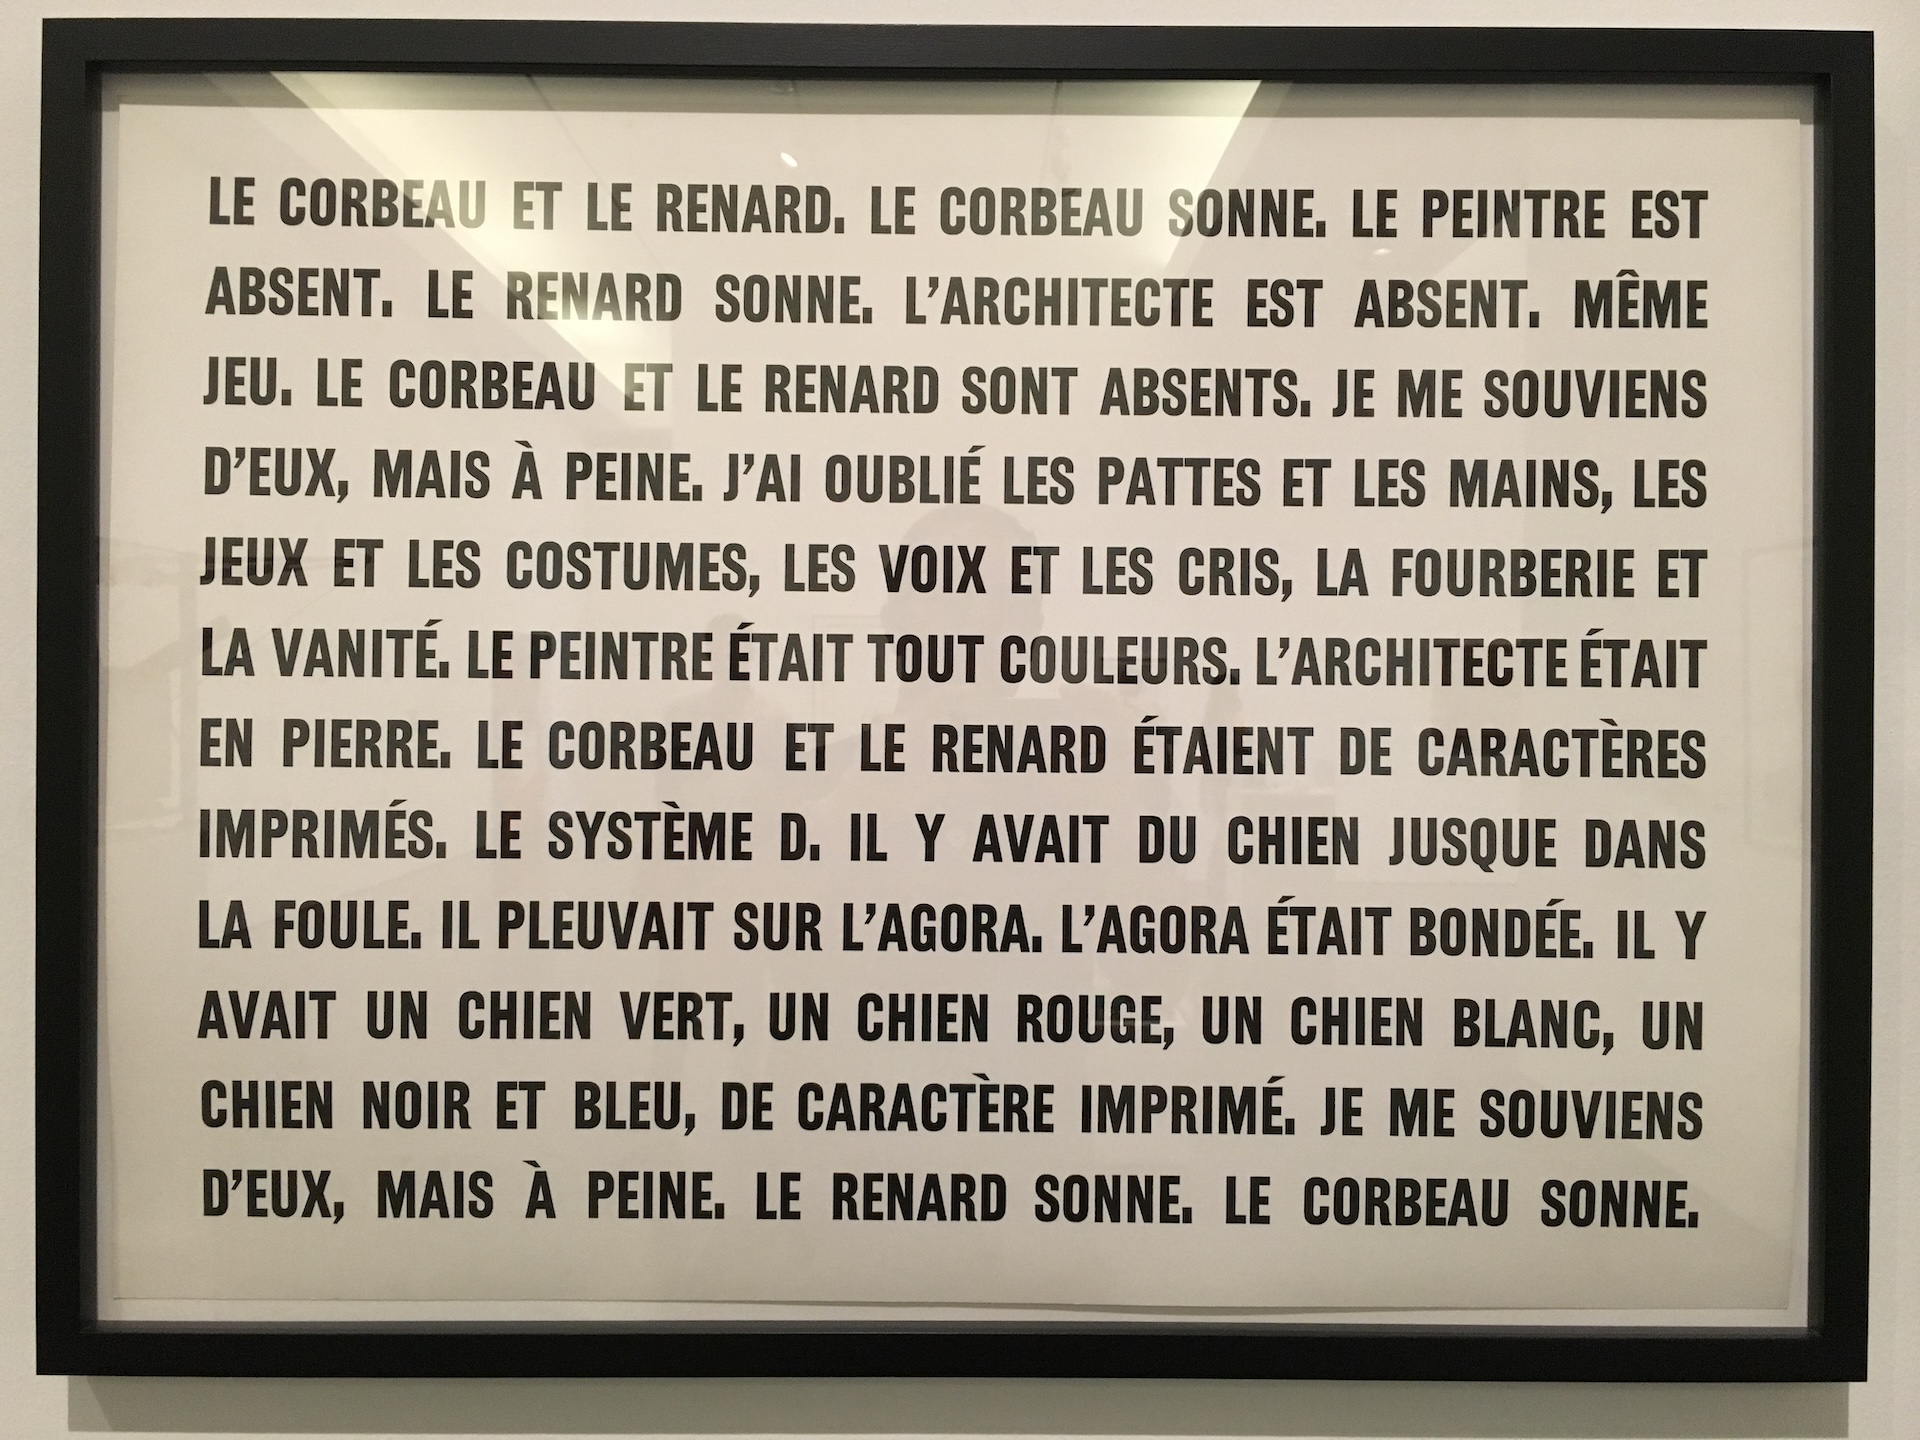 LE CORBEAU ET LE RENARD. LE CORBEAU SONNE. LE PEINTRE EST
ABSENT. LE RENARD SONNE. L’ARCHITECTE EST ABSENT. MÊME
JEU. LE CORBEAU ET LE RENARD SONT ABSENTS. JE ME SOUVIENS
D’EUX, MAIS À PEINE. J’AI OUBLIÉ LES PATTES ET LES MAINS, LES
JEUX ET LES COSTUMES, LES VOIX ET LES CRIS, LA FOURBERIE ET
LA VANITÉ. LE PEINTRE ÉTAIT TOUT COULEURS. L’ARCHITECTE ÉTAIT
EN PIERRE. LE CORBEAU ET LE RENARD ÉTAIENT DE CARACTÈRES
IMPRIMÉS. LE SYSTÈME D. IL Y AVAIT DU CHIEN JUSQUE DANS
LA FOULE. IL PLEUVAIT SUR L’AGORA. L’AGORA ÉTAIT BONDÉE. IL Y
AVAIT UN CHIEN VERT, UN CHIEN ROUGE, UN CHIEN BLANC, UN
CHIEN NOIR ET BLEU, DE CARACTÈRE IMPRIMÉ. JE ME SOUVIENS
D’EUX, MAIS À PEINE. LE RENARD SONNE. LE CORBEAU SONNE.